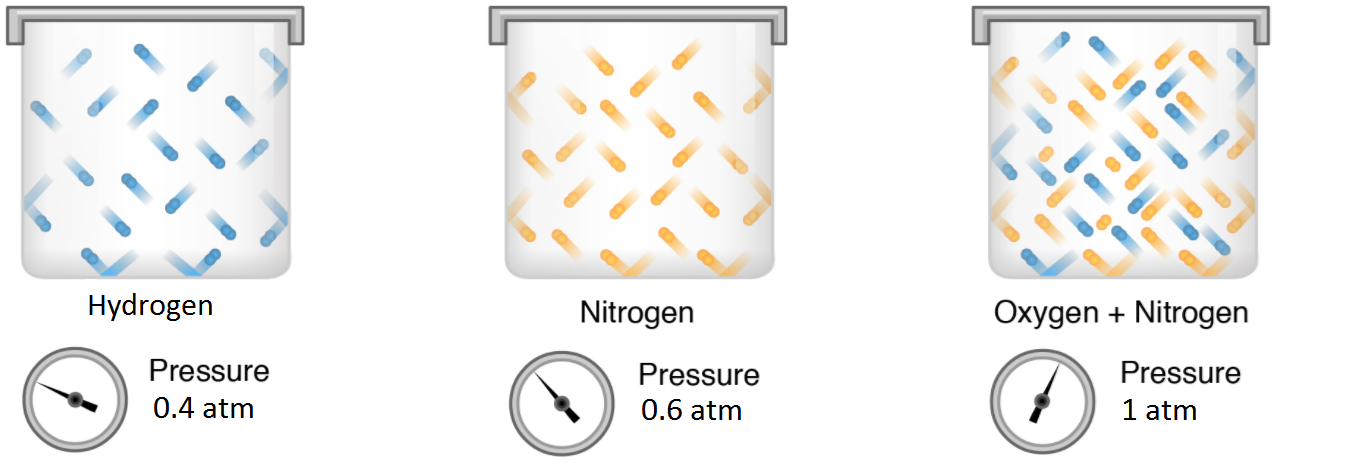 Hydrogen
Pressure
0.4 atm
Nitrogen
Pressure
0.6 atm
Oxygen + Nitrogen
Pressure
1 atm